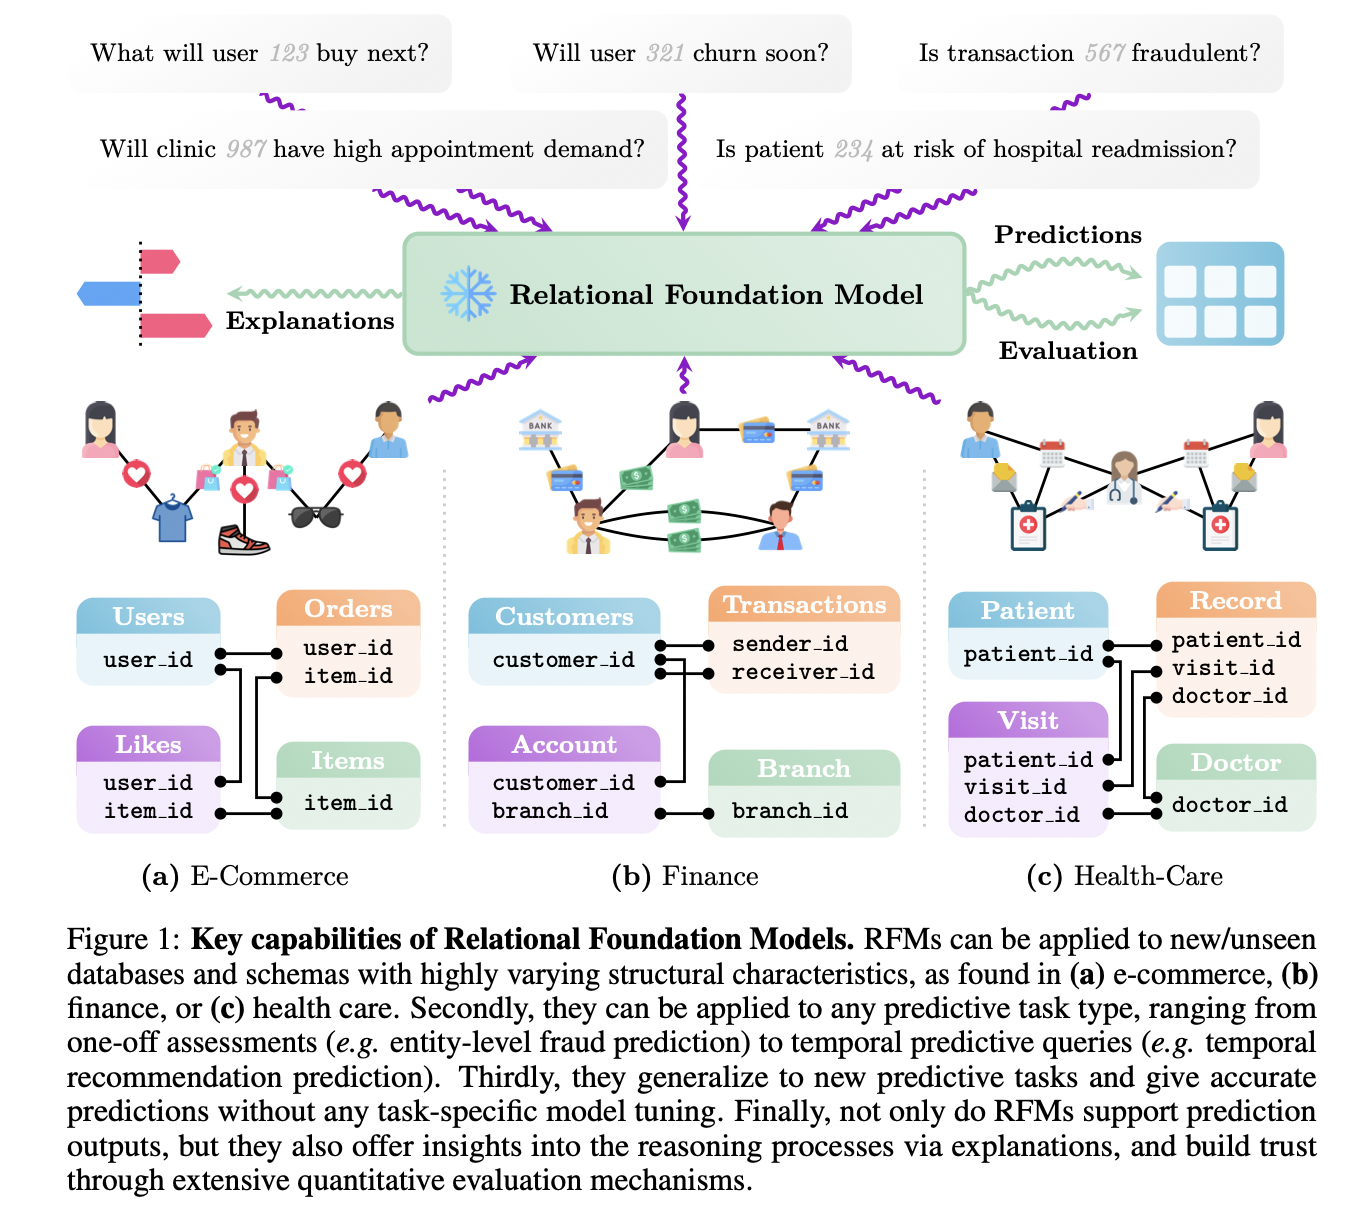 What will user 123 buy next?
Will user 321 churn soon?
Is transaction 567 fraudulent?
Will clinic 987 have high appointment demand?
Is patient 234 at risk of hospital readmission?
Relational Foundation Model
Explanations
Predictions
Evaluation
BANK
BANK
Users
user_id
Orders
user_id
item_id
Likes
user_id
item_id
Items
item_id
(a) E-Commerce
Customers
customer_id
Transactions
sender_id
receiver_id
Account
customer_id
branch_id
Branch
branch_id
(b) Finance
Patient
patient_id
Record
patient_id
visit_id
doctor_id
Visit
patient_id
visit_id
doctor_id
Doctor
doctor_id
(c) Health-Care
Figure 1: Key capabilities of Relational Foundation Models. RFMs can be applied to new/unseen
databases and schemas with highly varying structural characteristics, as found in (a) e-commerce, (b)
finance, or (c) health care. Secondly, they can be applied to any predictive task type, ranging from
one-off assessments (e.g. entity-level fraud prediction) to temporal predictive queries (e.g. temporal
recommendation prediction). Thirdly, they generalize to new predictive tasks and give accurate
predictions without any task-specific model tuning. Finally, not only do RFMs support prediction
outputs, but they also offer insights into the reasoning processes via explanations, and build trust
through extensive quantitative evaluation mechanisms.